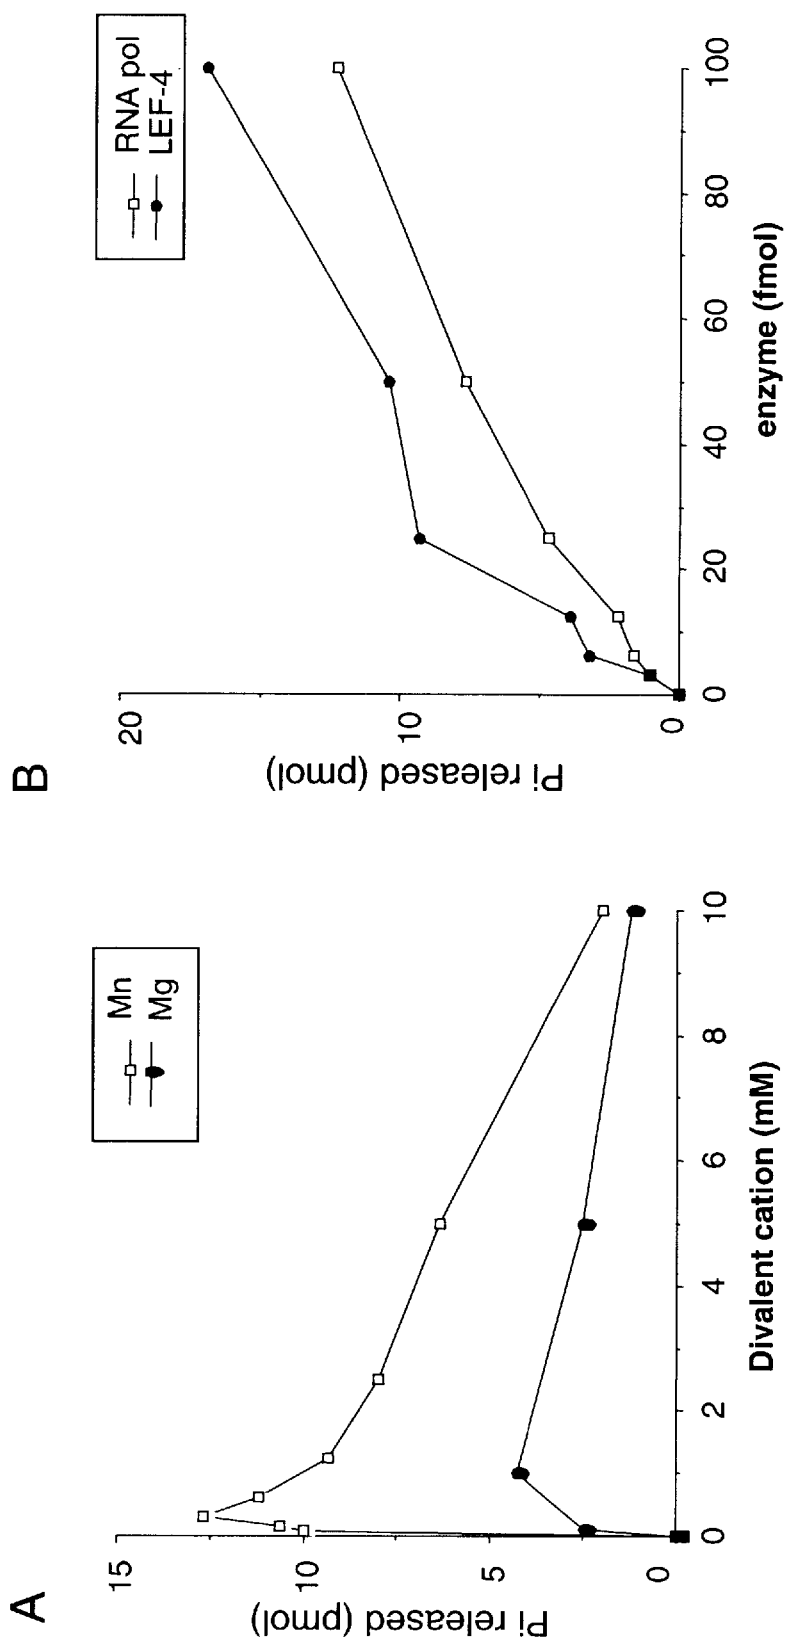 A
Pi released (pmol)
15
10
5
0
0
2
4
6
8
10
Divalent cation (mM)
Mn
Mg
B
Pi released (pmol)
20
10
0
0
20
40
60
80
100
enzyme (fmol)
RNA pol
LEF-4